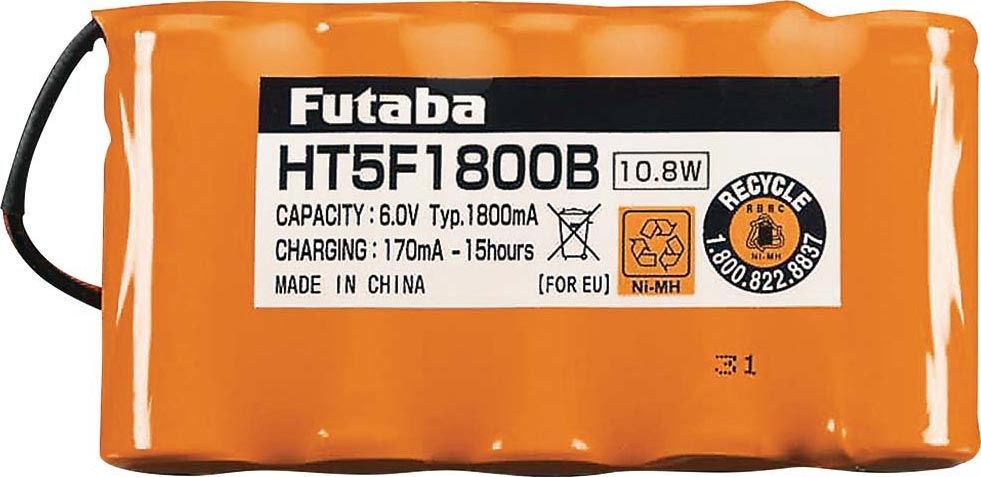 Futaba
HT5F1800B 10.8W
CAPACITY : 6.0V Typ.1800mA
CHARGING : 170mA - 15hours
MADE IN CHINA [FOR EU]
Ni-MH
RECYCLE
RBRC
NI-MH
1.800.822.8837
31